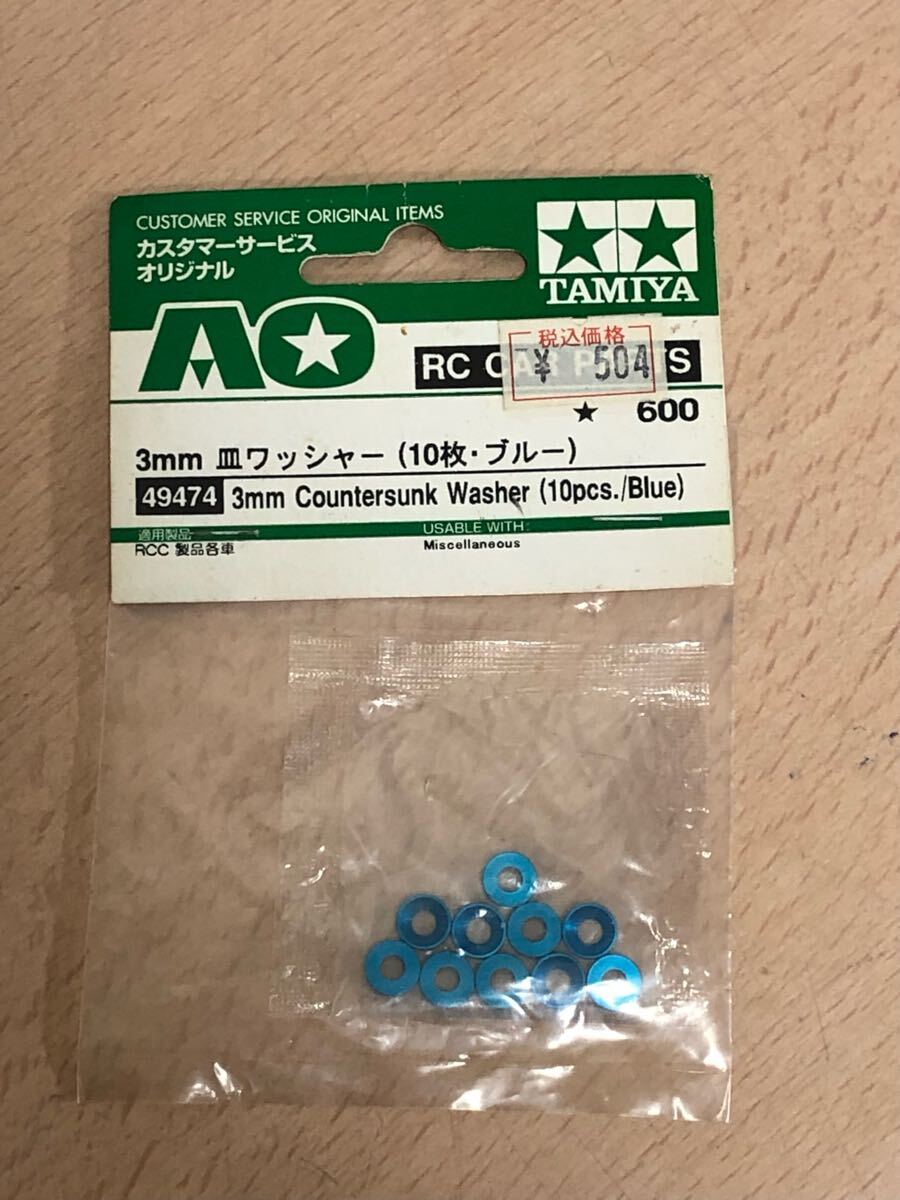 CUSTOMER SERVICE ORIGINAL ITEMS
カスタマーサービス
オリジナル
TAMIYA
AO
税込価格
RC CAR PARTS
¥ 504
★ 600
3mm 皿ワッシャー(10枚・ブルー)
49474 3mm Countersunk Washer (10pcs./Blue)
適用製品
USABLE WITH:
RCC 製品各車
Miscellaneous